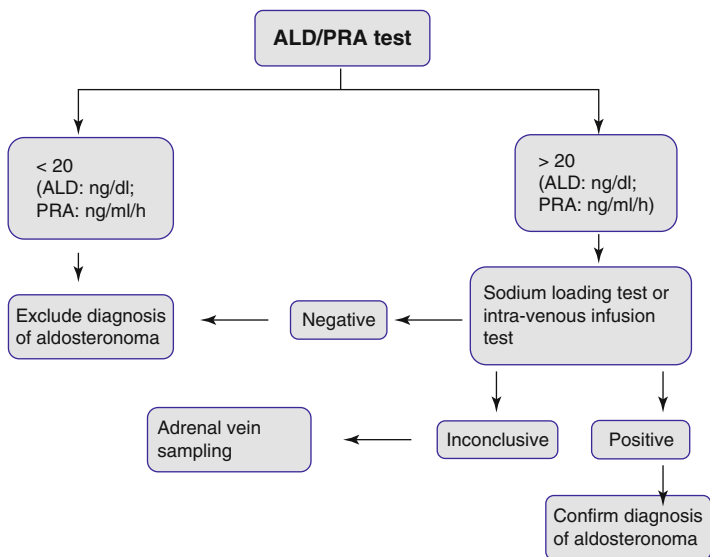 ALD/PRA test
< 20
(ALD: ng/dl;
PRA: ng/ml/h
> 20
(ALD: ng/dl;
PRA: ng/ml/h)
Exclude diagnosis
of aldosteronoma
Negative
Sodium loading test or
intra-venous infusion
test
Adrenal vein
sampling
Inconclusive
Positive
Confirm diagnosis
of aldosteronoma